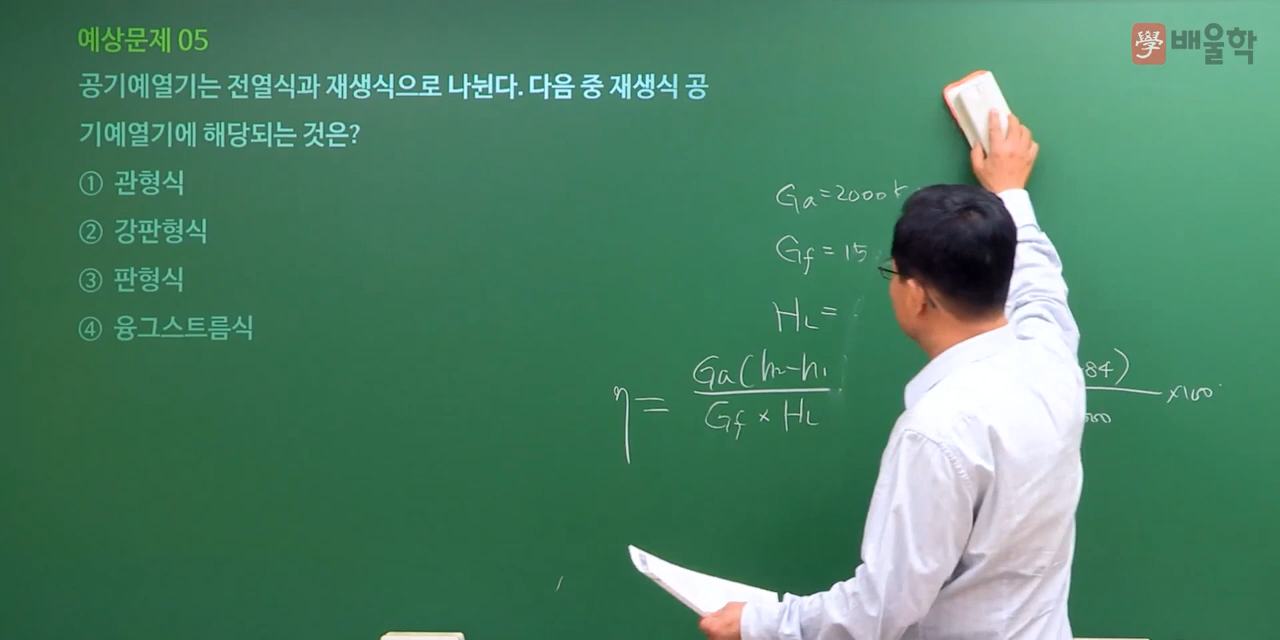 예상문제 05
學 배울학
공기예열기는 전열식과 재생식으로 나뉜다. 다음 중 재생식 공
기예열기에 해당되는 것은?
① 관형식
② 강판형식
③ 판형식
④ 융그스트름식
Ga=2000
Gf = 15
HL =
η = Ga(h2-h1 / Gf × HL
84) ×100